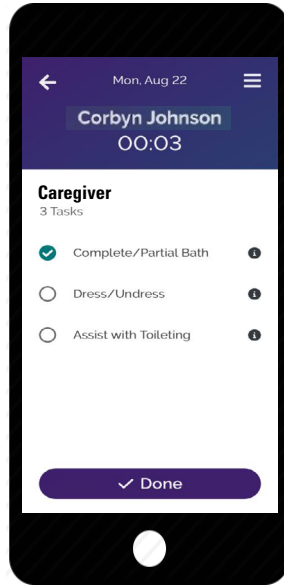 Mon, Aug 22
Corbyn Johnson
00:03
Caregiver
3 Tasks
Complete/Partial Bath
Dress/Undress
Assist with Toileting
Done